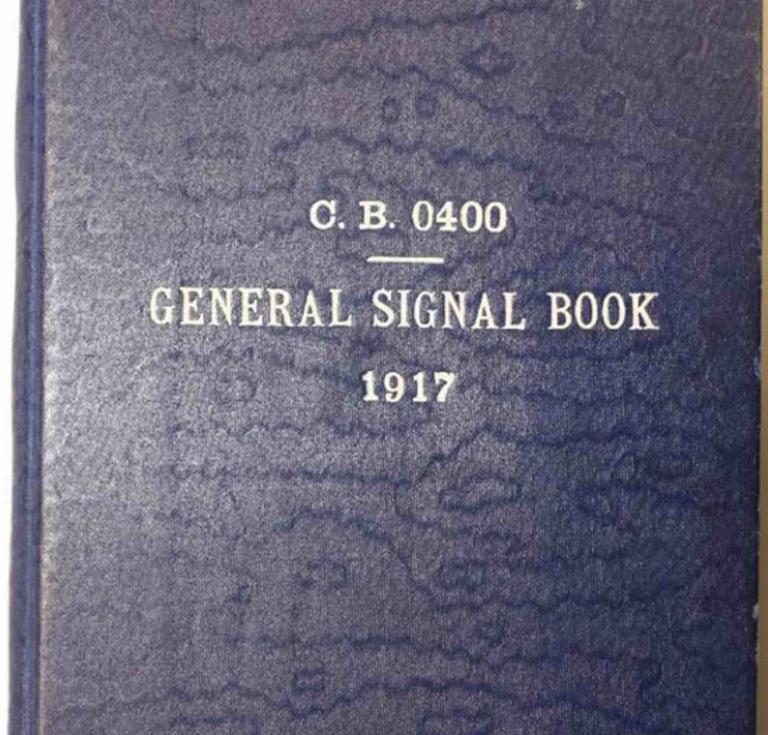 C. B. 0400
GENERAL SIGNAL BOOK
1917